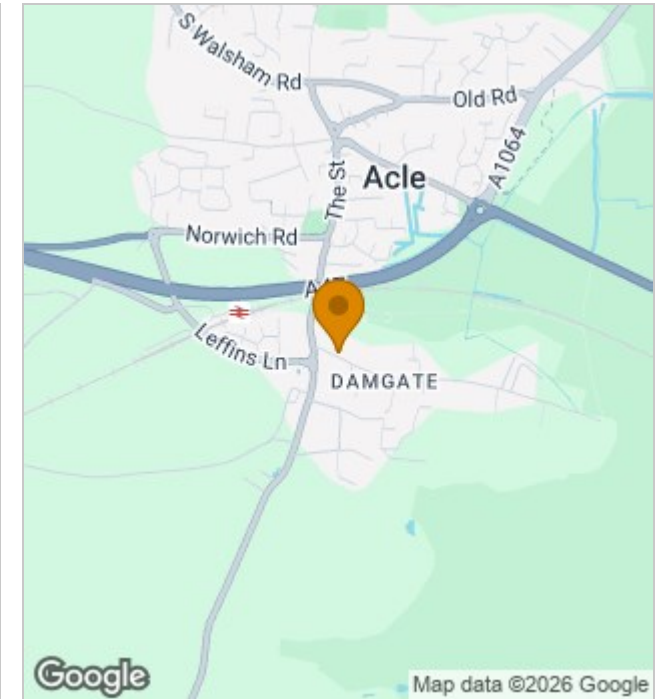 S Walsham Rd
Old Rd
A1064
The St
Acle
Norwich Rd
Leffins Ln
DAMGATE
Google
Map data ©2026 Google